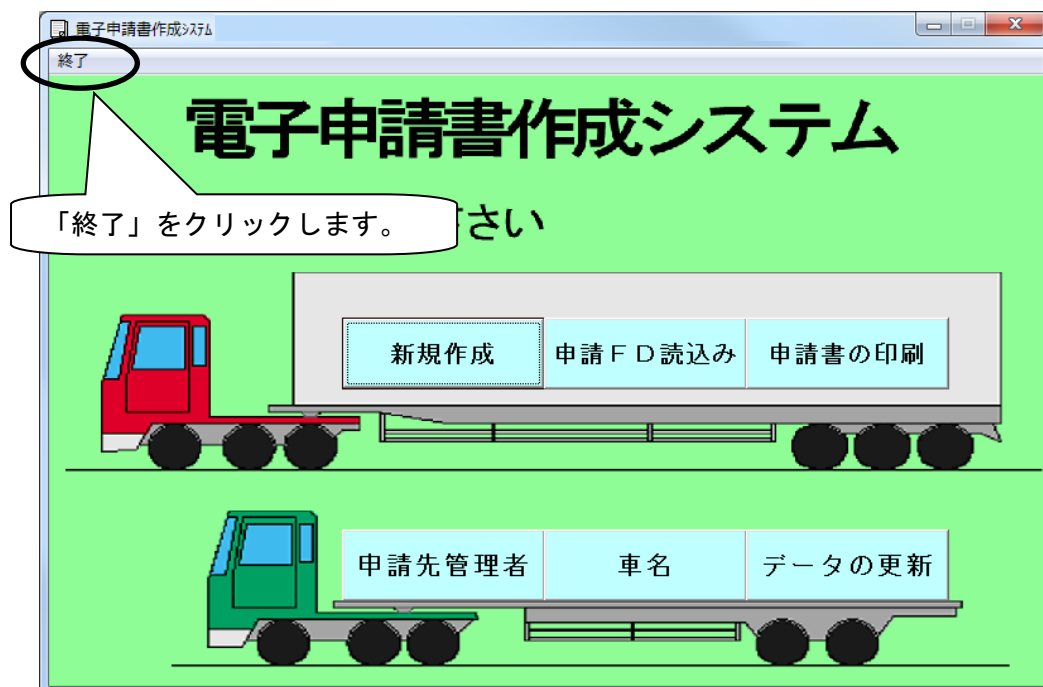 電子申請書作成システム
終了
電子申請書作成システム
「終了」をクリックします。
さい
新規作成
申請FD読込み
申請書の印刷
申請先管理者
車名
データの更新